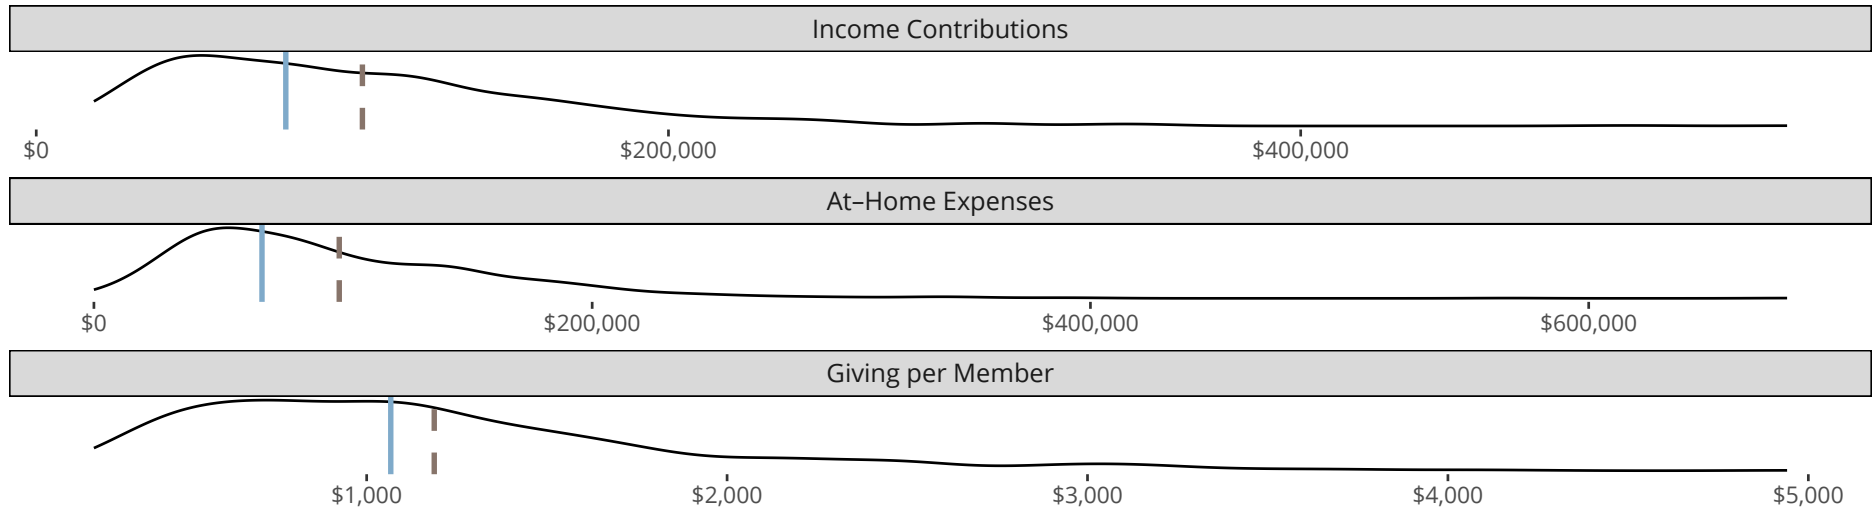 Income Contributions
$0 $200,000 $400,000
At–Home Expenses
$0 $200,000 $400,000 $600,000
Giving per Member
$1,000 $2,000 $3,000 $4,000 $5,000